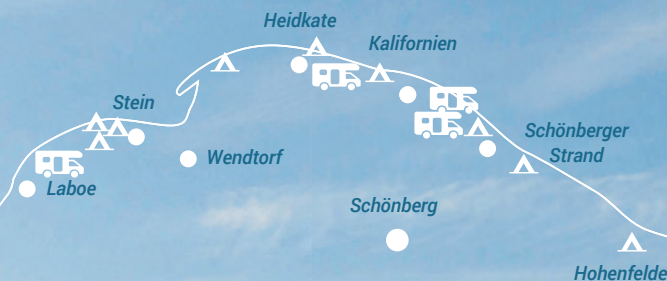 Heidkate
Kalifornien
Stein
Schönberger
Strand
Wendtorf
Laboe
Schönberg
Hohenfelde